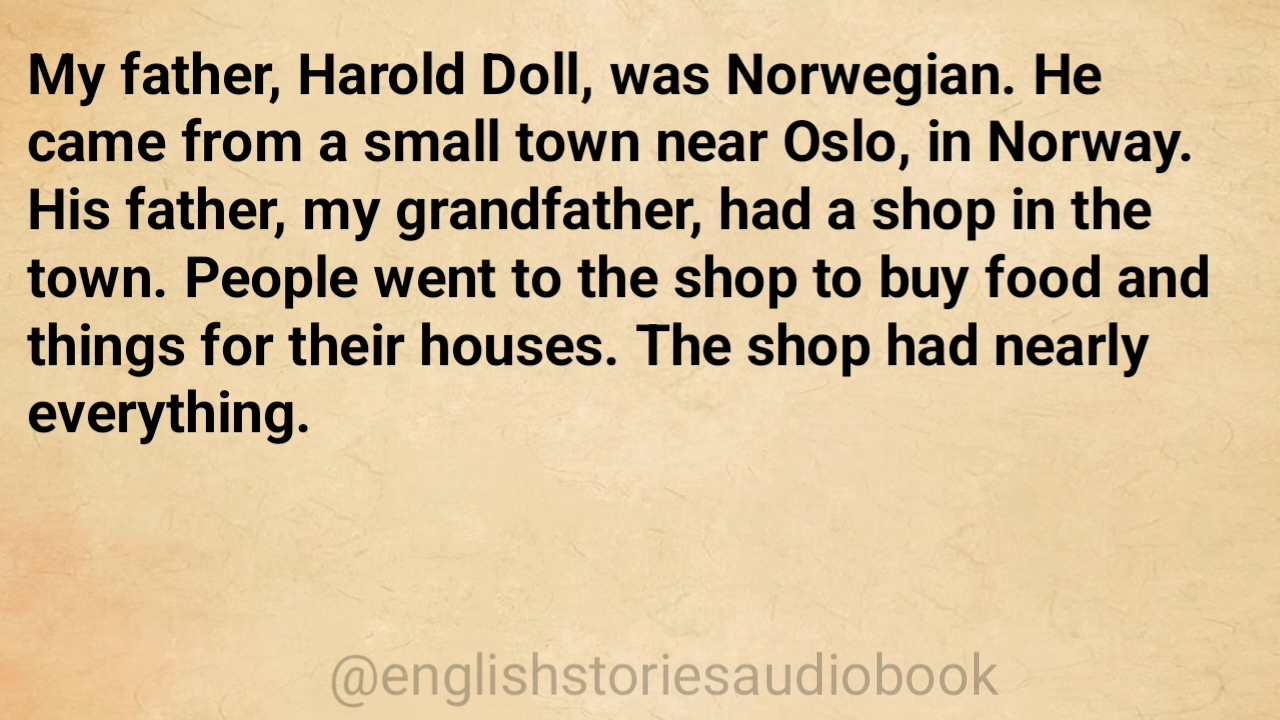 My father, Harold Doll, was Norwegian. He
came from a small town near Oslo, in Norway.
His father, my grandfather, had a shop in the
town. People went to the shop to buy food and
things for their houses. The shop had nearly
everything.
@englishstoriesaudiobook